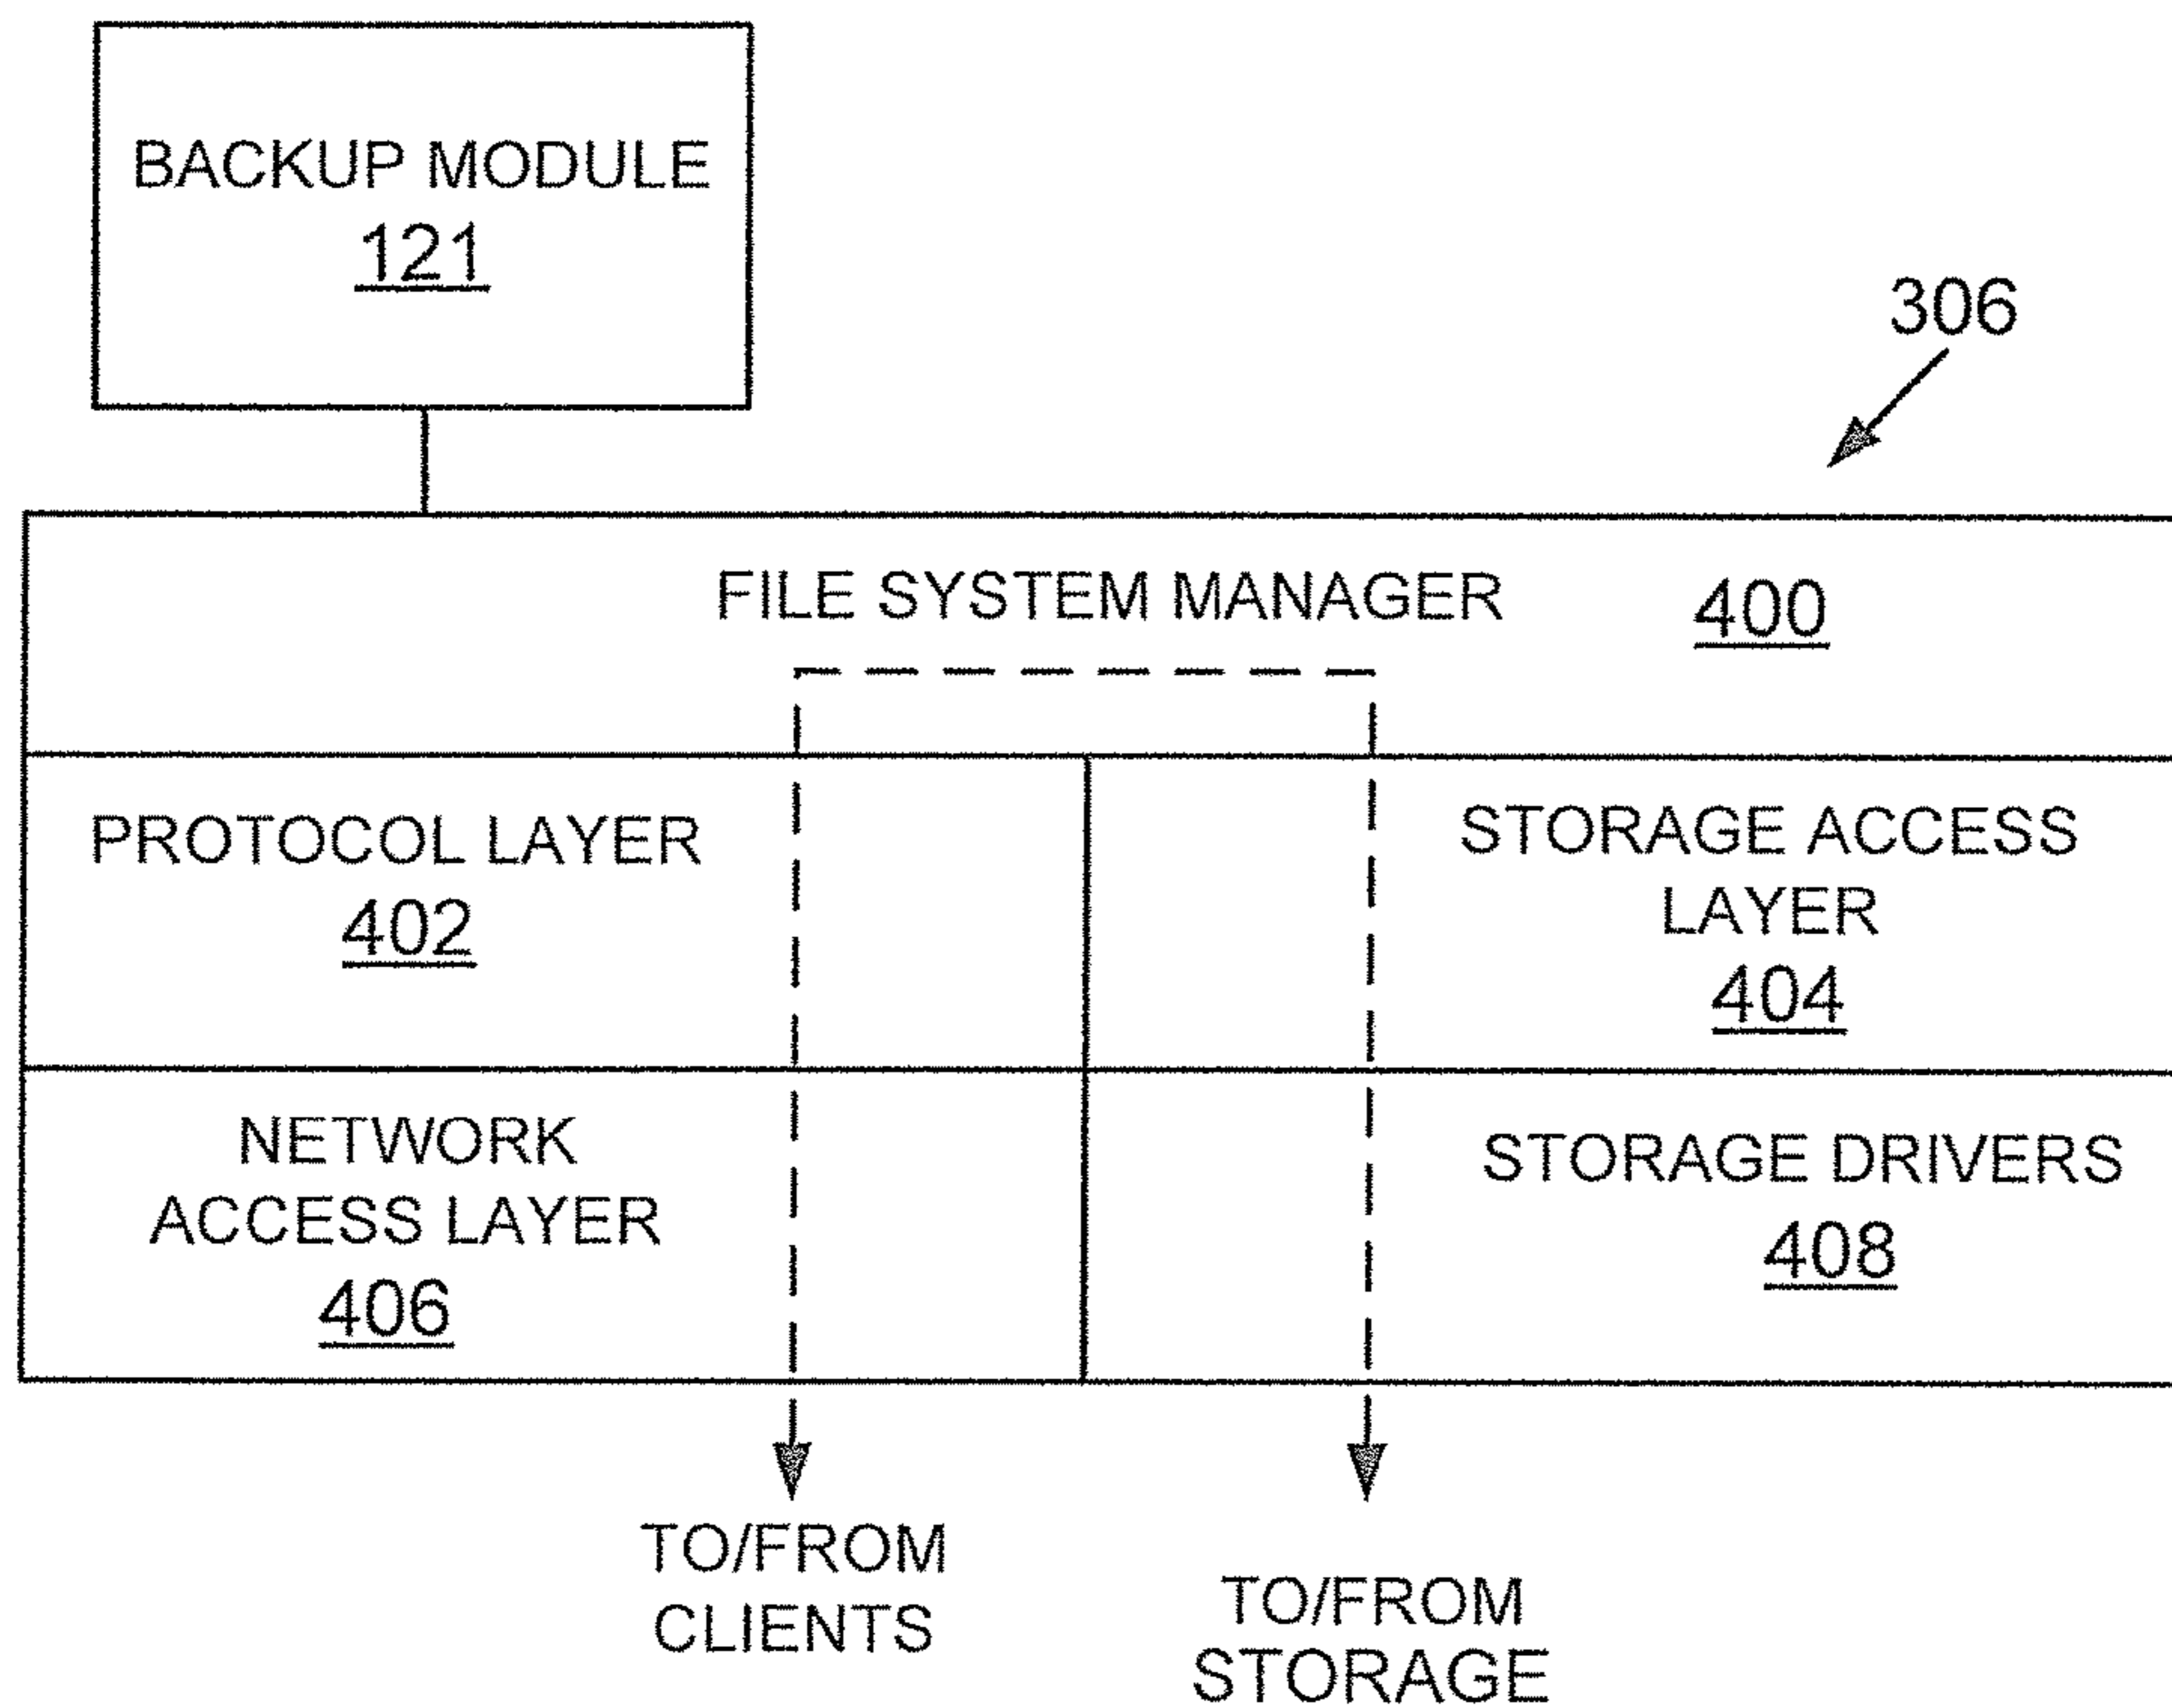 BACKUP MODULE
121
306
FILE SYSTEM MANAGER 400
PROTOCOL LAYER
402
STORAGE ACCESS
LAYER
404
NETWORK
ACCESS LAYER
406
STORAGE DRIVERS
408
TO/FROM
CLIENTS
TO/FROM
STORAGE